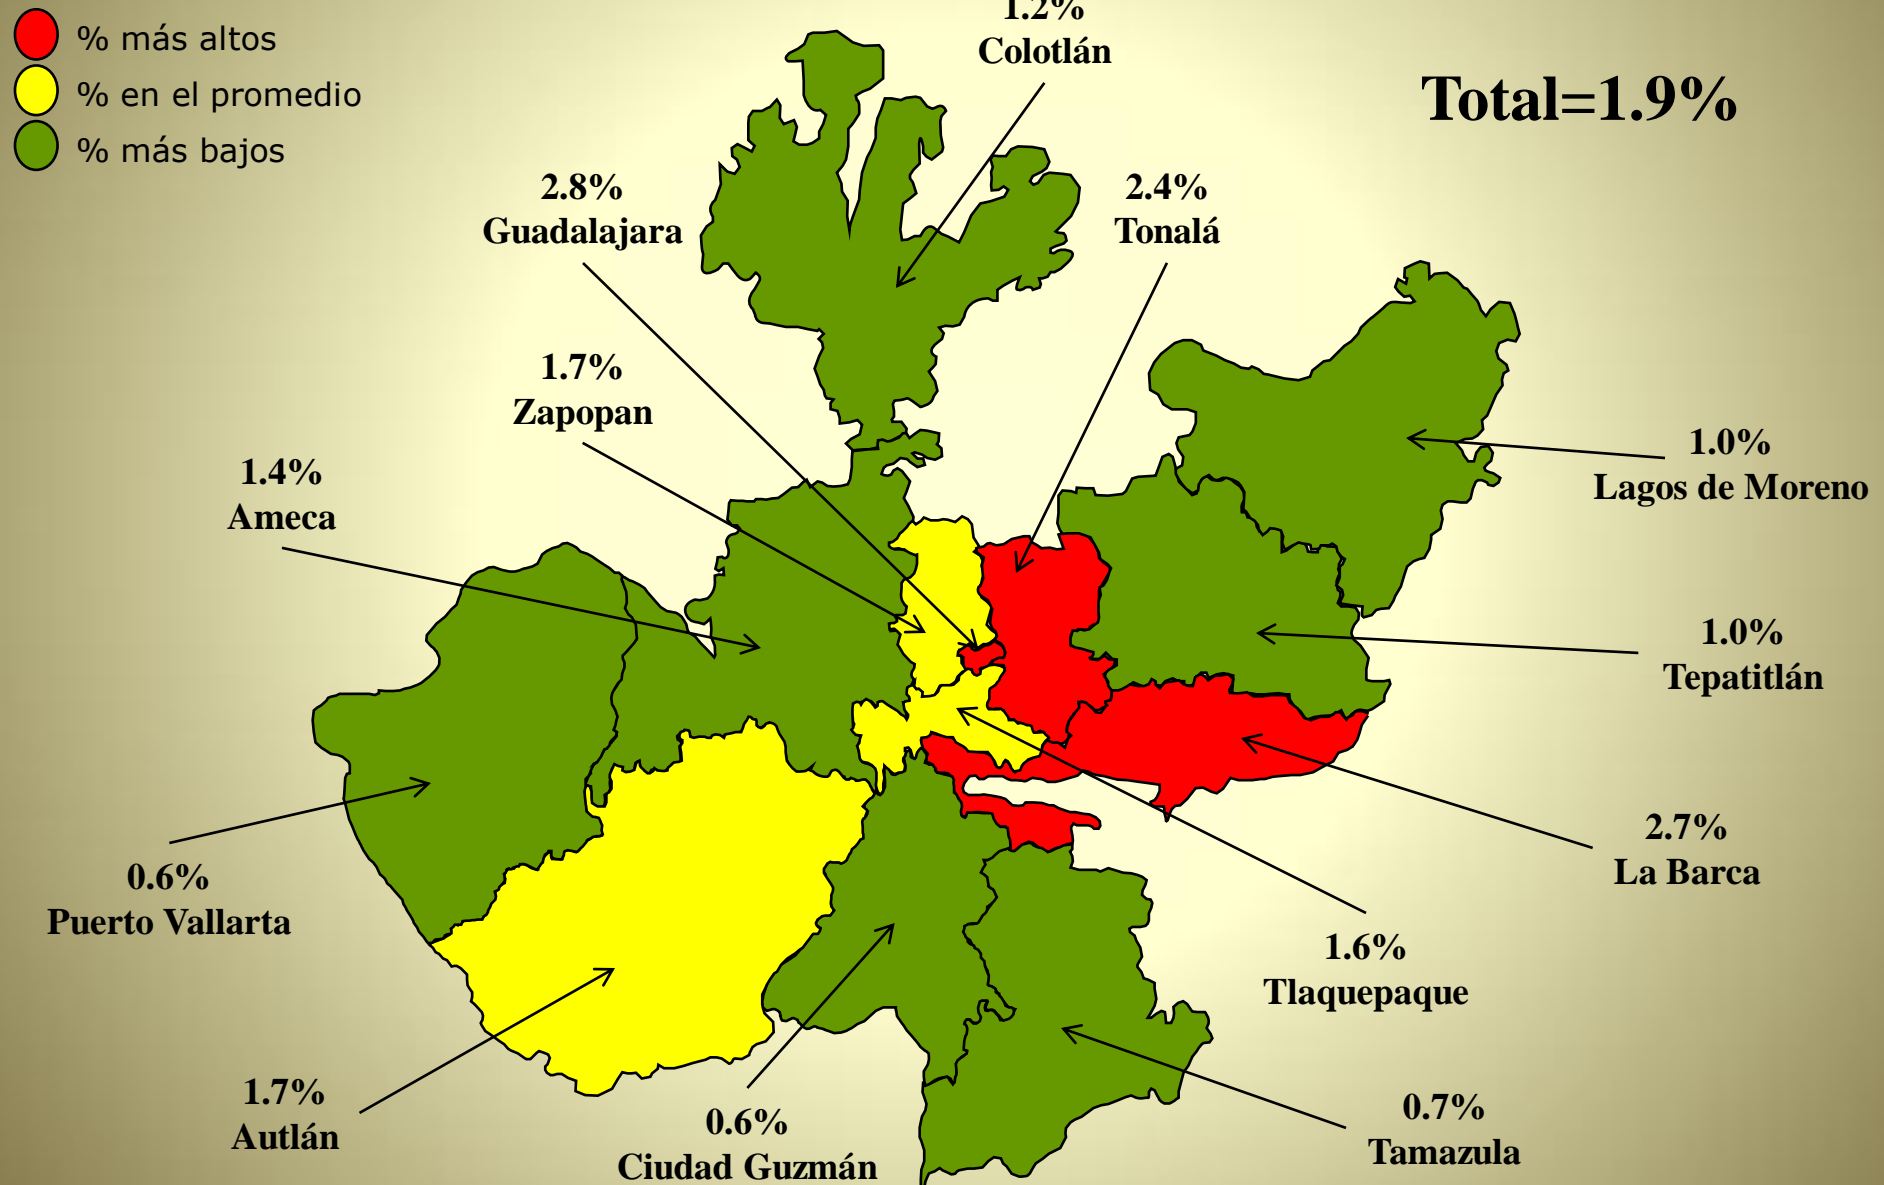 % más altos
% en el promedio
% más bajos
1.2%
Colotlán
Total=1.9%
2.8%
Guadalajara
2.4%
Tonalá
1.7%
Zapopan
1.4%
Ameca
1.0%
Lagos de Moreno
1.0%
Tepatitlán
2.7%
La Barca
0.6%
Puerto Vallarta
1.6%
Tlaquepaque
1.7%
Autlán
0.6%
Ciudad Guzmán
0.7%
Tamazula